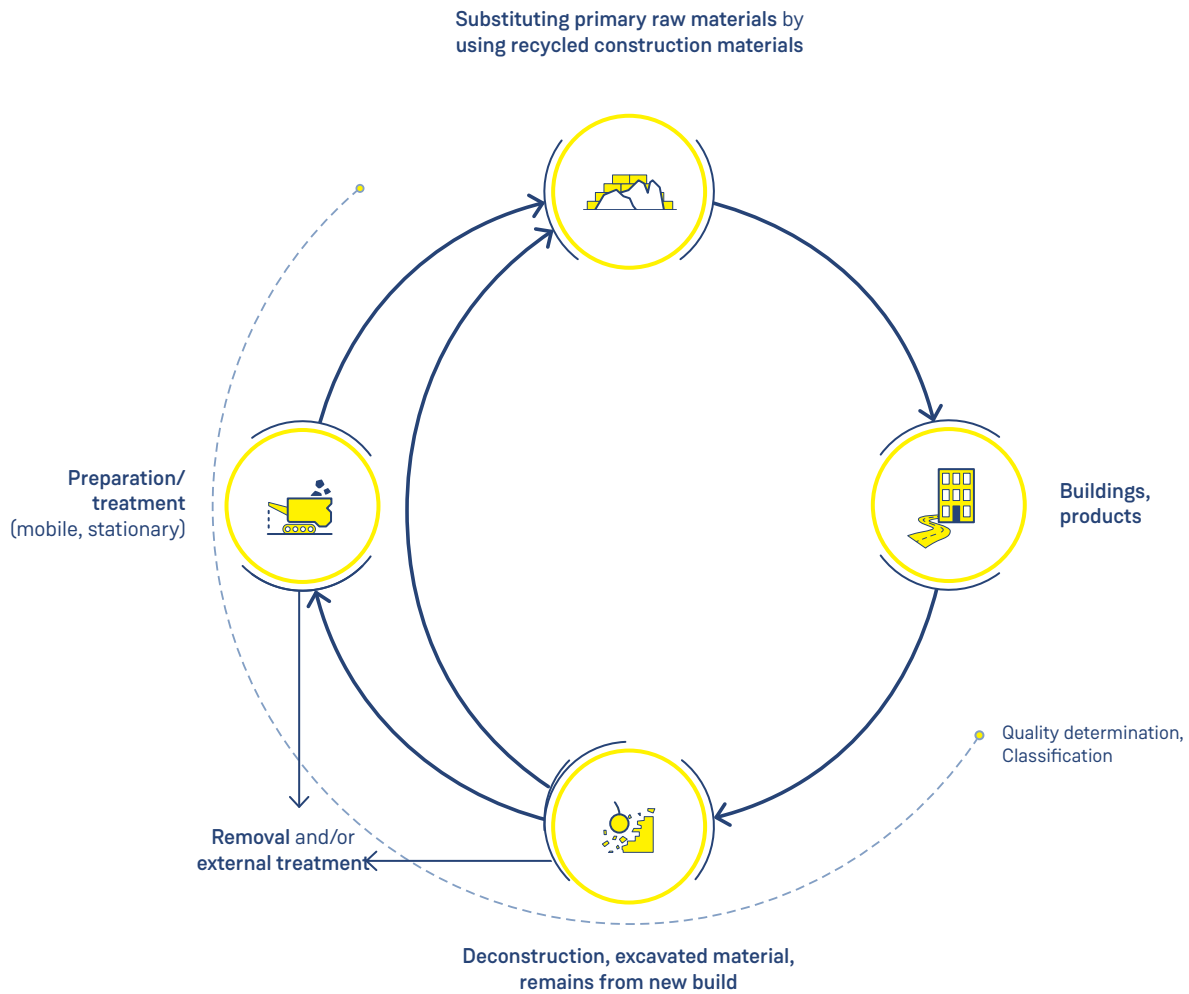 Substituting primary raw materials by
using recycled construction materials
Preparation/
treatment
(mobile, stationary)
Buildings,
products
Quality determination,
Classification
Removal and/or
external treatment
Deconstruction, excavated material,
remains from new build